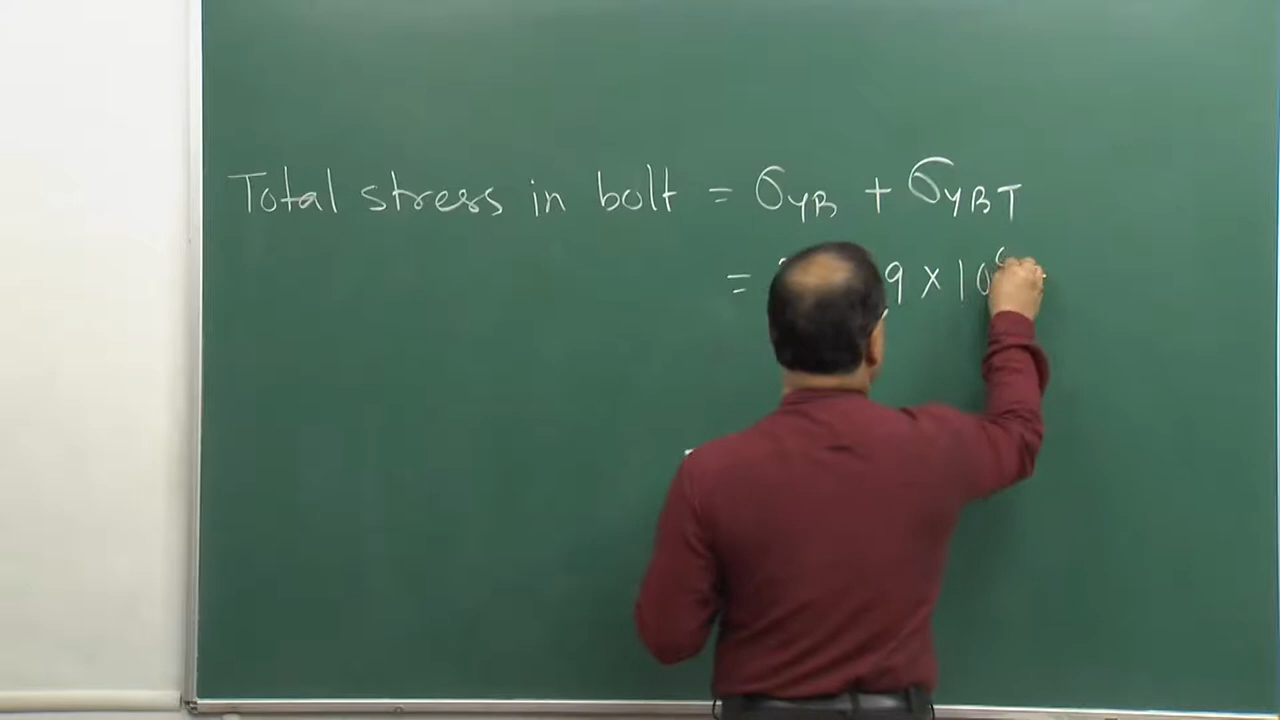 Total stress in bolt = σYB + σYBT
= 9 × 10